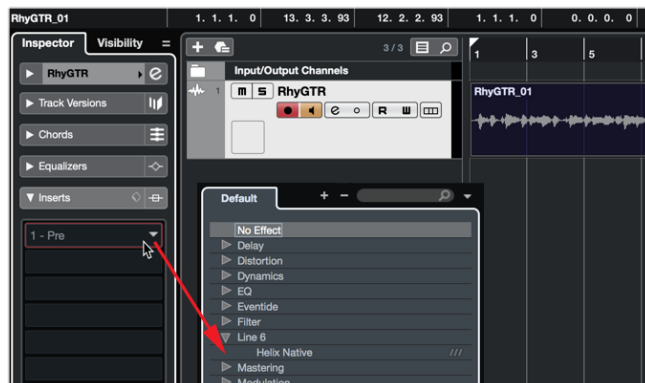 RhyGTR_01 1. 1. 1. 0 13. 3. 3. 93 12. 2. 2. 93 1. 1. 1. 0 0. 0. 0. 0
Inspector Visibility
3 / 3
1 3 5
RhyGTR
Input/Output Channels
1 m S RhyGTR
e R W
RhyGTR_01
Track Versions
Chords
Equalizers
Inserts
1 - Pre
Default + −
No Effect
Delay
Distortion
Dynamics
EQ
Eventide
Filter
Line 6
Helix Native ///
Mastering
Modulation